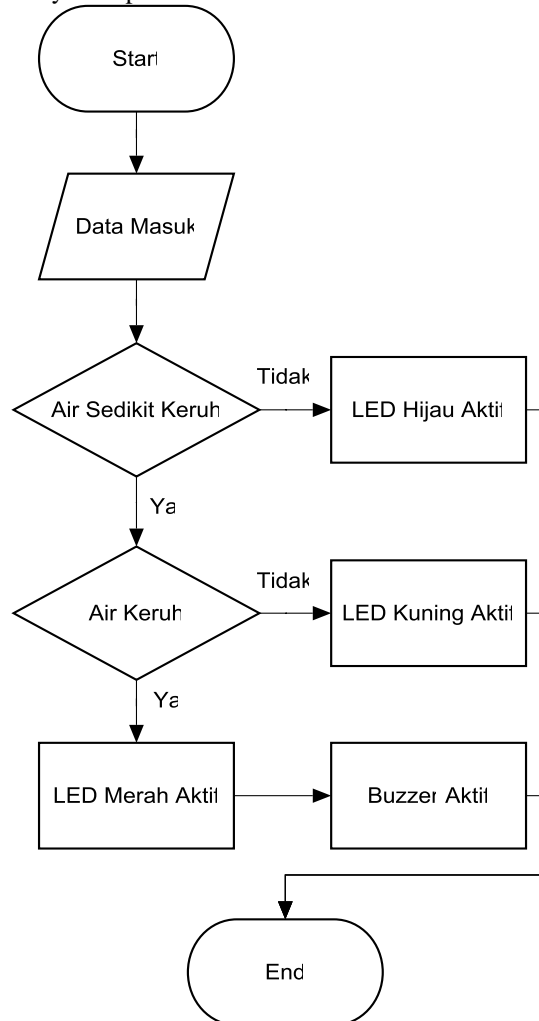 Start
Data Masuk
Air Sedikit Keruh
Tidak
LED Hijau Aktif
Ya
Air Keruh
Tidak
LED Kuning Aktif
Ya
LED Merah Aktif
Buzzer Aktif
End